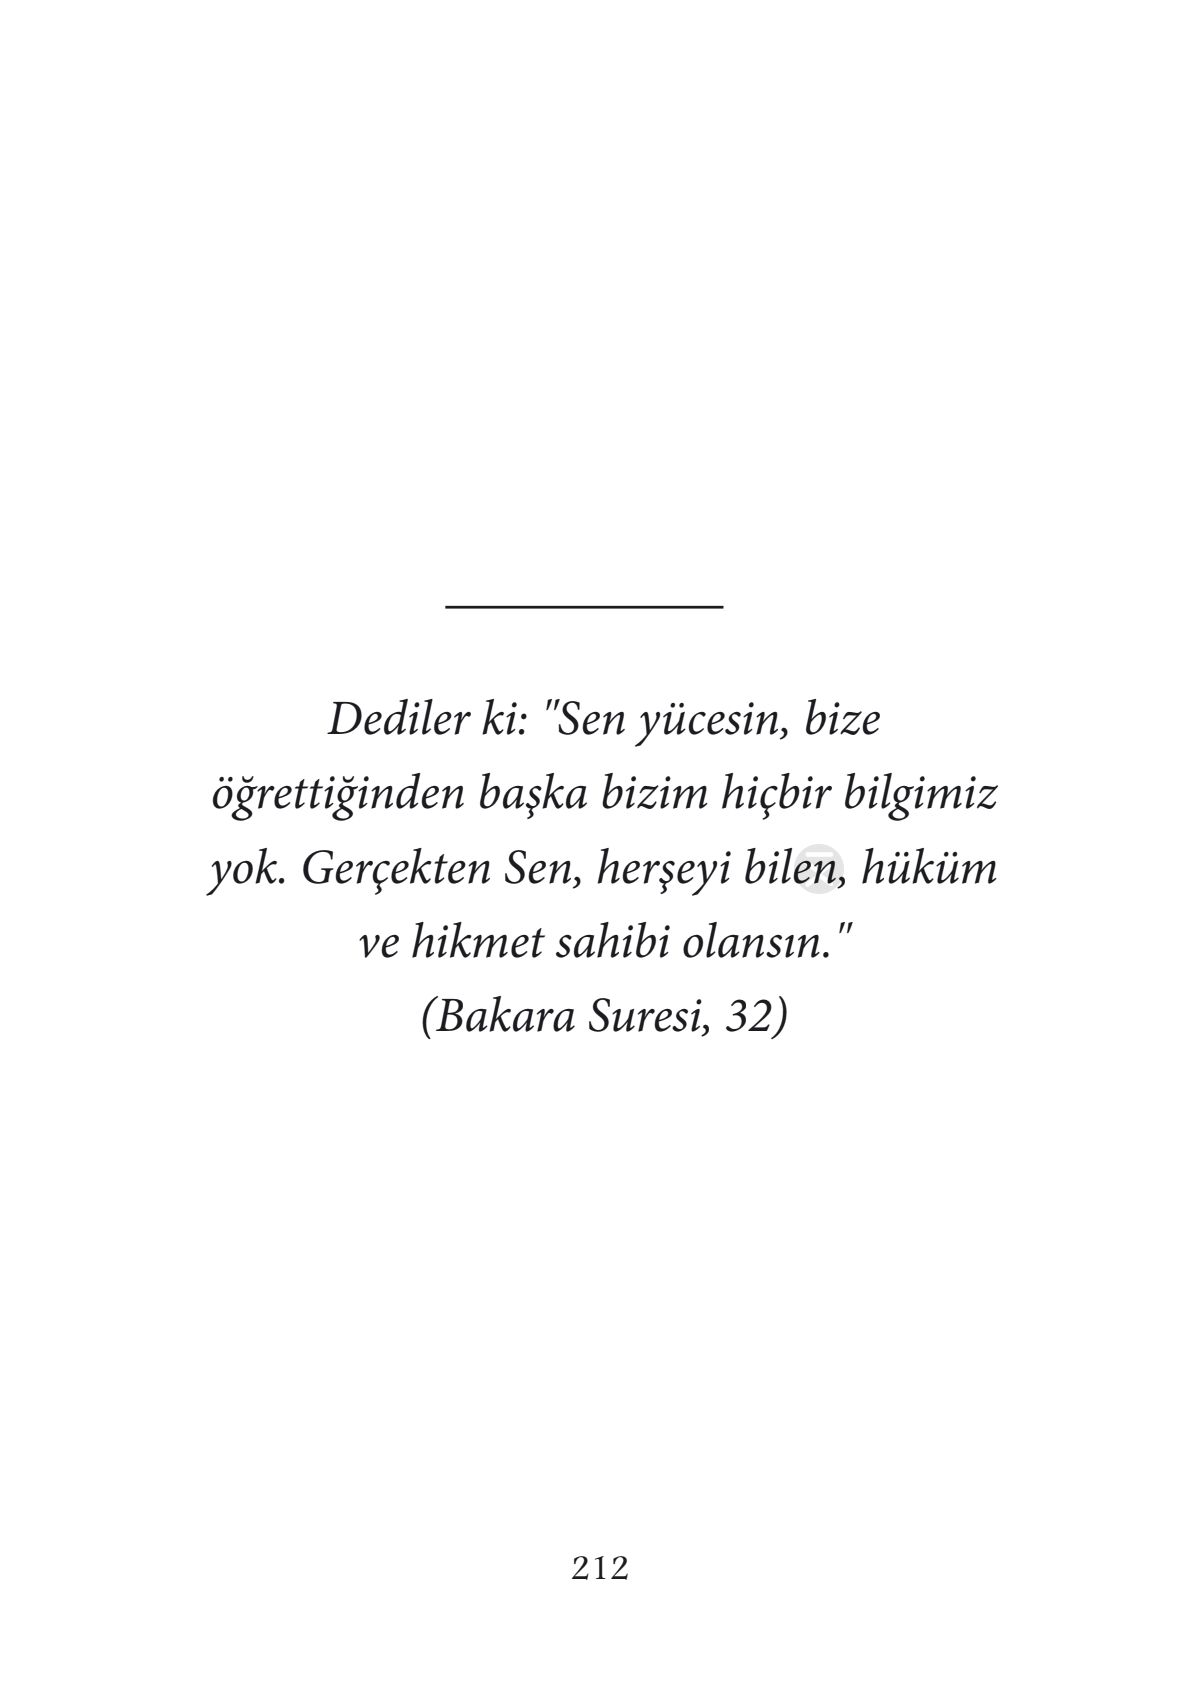 Dediler ki: "Sen yücesin, bize
öğrettiğinden başka bizim hiçbir bilgimiz
yok. Gerçekten Sen, herşeyi bilen, hüküm
ve hikmet sahibi olansın."
(Bakara Suresi, 32)
212